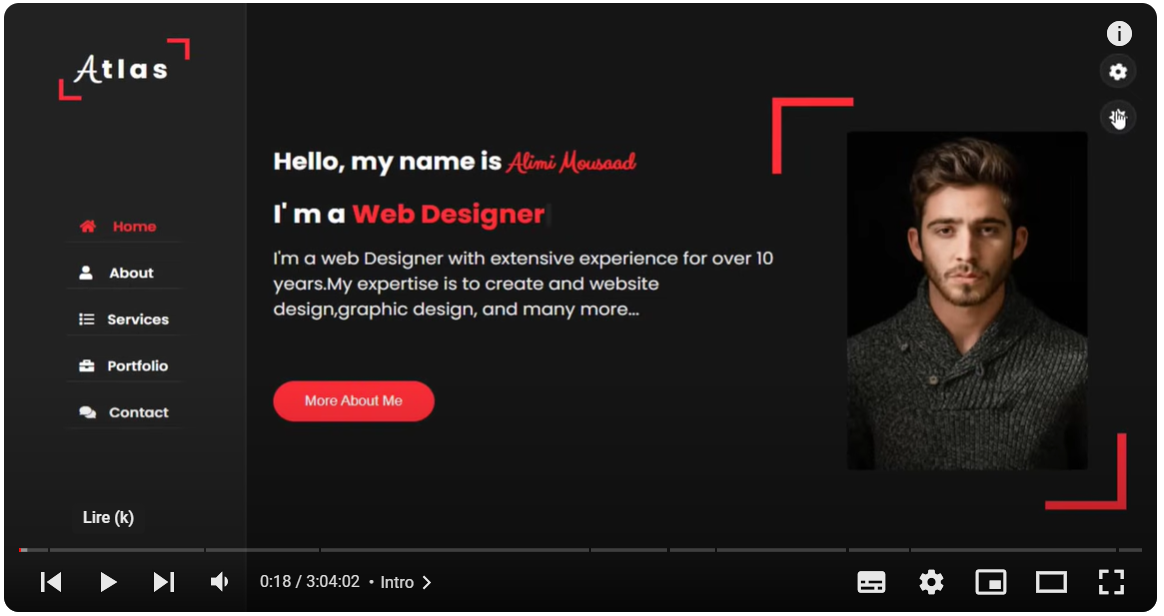 Atlas
Home
About
Services
Portfolio
Contact
Hello, my name is Alimi Mousaad
I' m a Web Designer
I'm a web Designer with extensive experience for over 10
years.My expertise is to create and website
design,graphic design, and many more...
More About Me
Lire (k)
0:18 / 3:04:02 • Intro